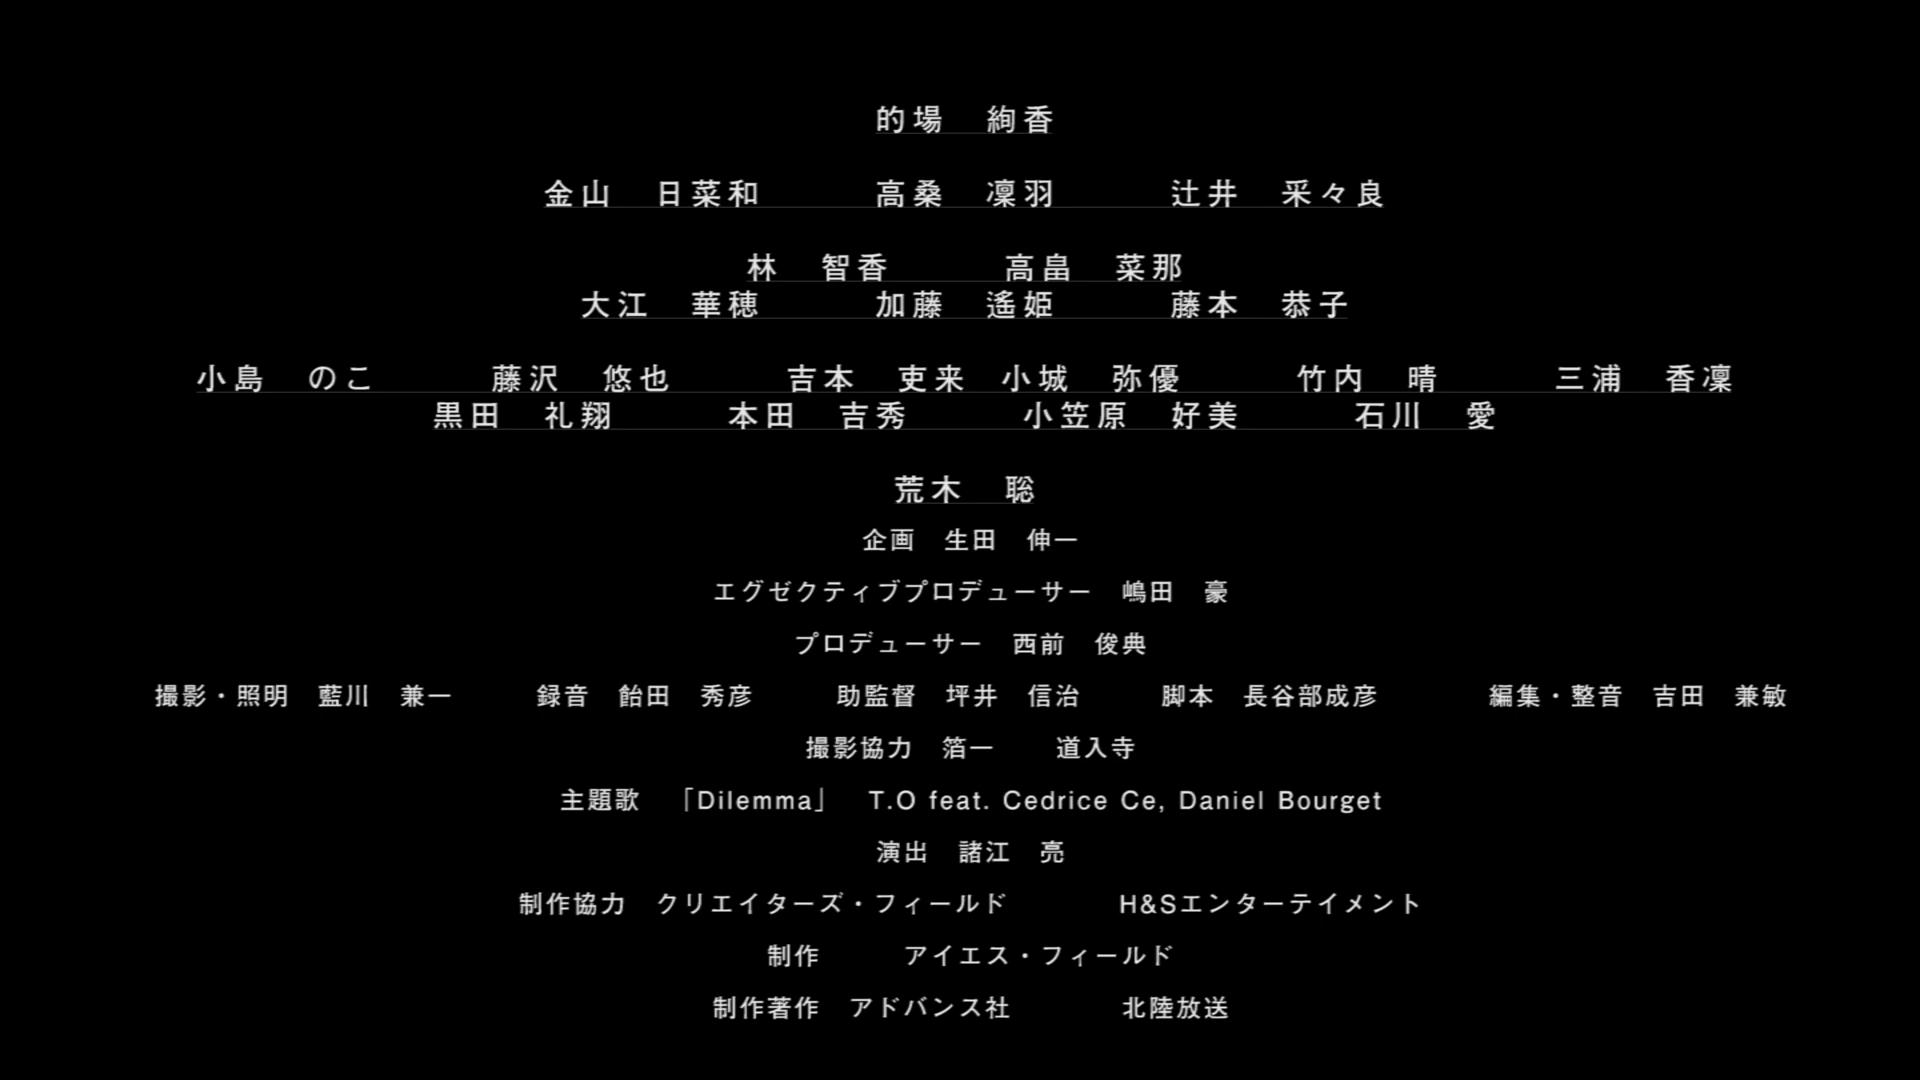 的場　絢香
金山　日菜和　　　高桑　凜羽　　　辻井　采々良
林　智香　　　高畠　菜那
大江　華穂　　　加藤　遙姫　　　藤本　恭子
小島　のこ　　　藤沢　悠也　　　吉本　吏来　小城　弥優　　　竹内　晴　　　三浦　香凜
黒田　礼翔　　　本田　吉秀　　　小笠原　好美　　　石川　愛
荒木　聡
企画　生田　伸一
エグゼクティブプロデューサー　嶋田　豪
プロデューサー　西前　俊典
撮影・照明　藍川　兼一　　　録音　飴田　秀彦　　　助監督　坪井　信治　　　脚本　長谷部成彦　　　　編集・整音　吉田　兼敏
撮影協力　箔一　　道入寺
主題歌　「Dilemma」　T.O feat. Cedrice Ce, Daniel Bourget
演出　諸江　亮
制作協力　クリエイターズ・フィールド　　　　H&Sエンターテイメント
制作　　　アイエス・フィールド
制作著作　アドバンス社　　　　北陸放送